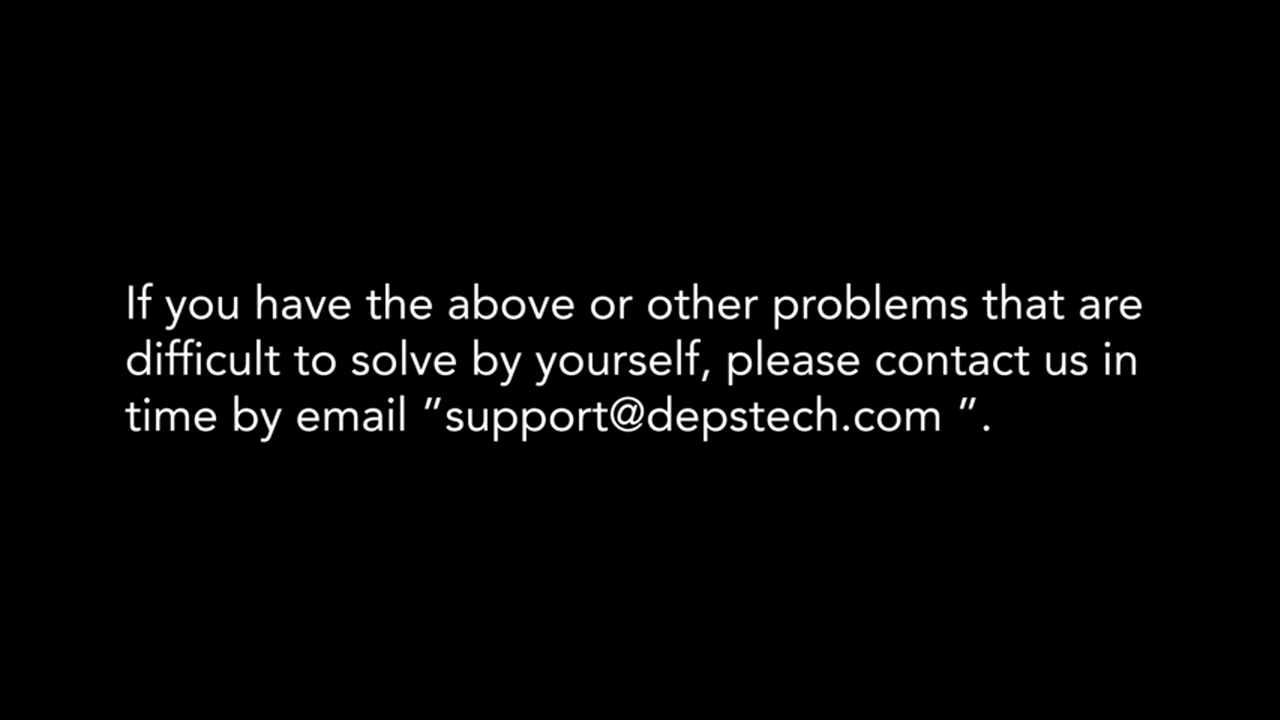 If you have the above or other problems that are
difficult to solve by yourself, please contact us in
time by email ”support@depstech.com ”.